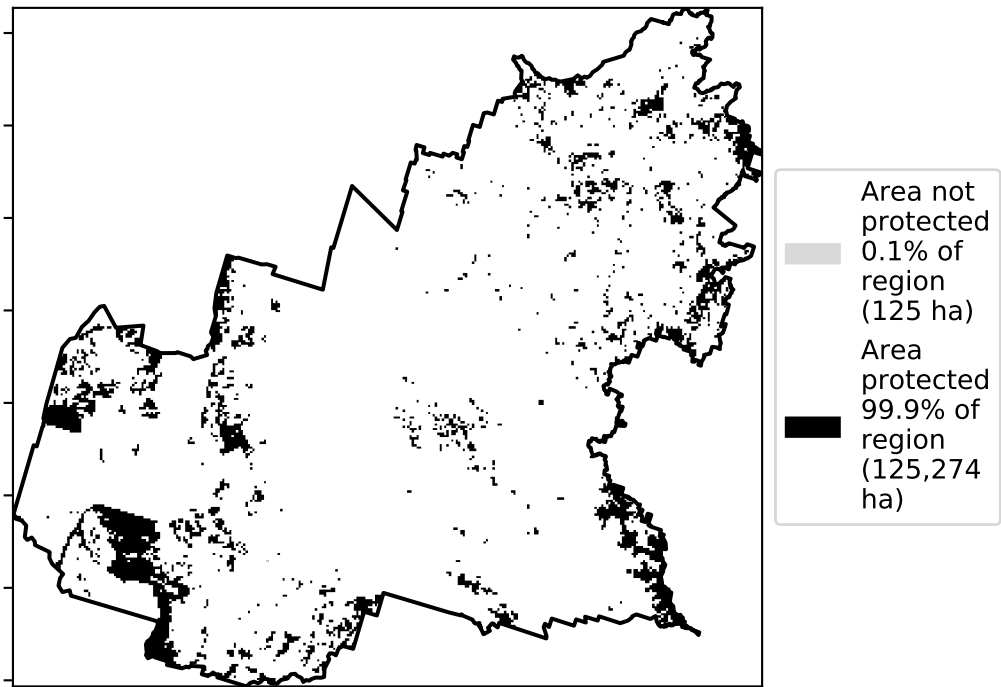 Area not
protected
0.1% of
region
(125 ha)
Area
protected
99.9% of
region
(125,274
ha)